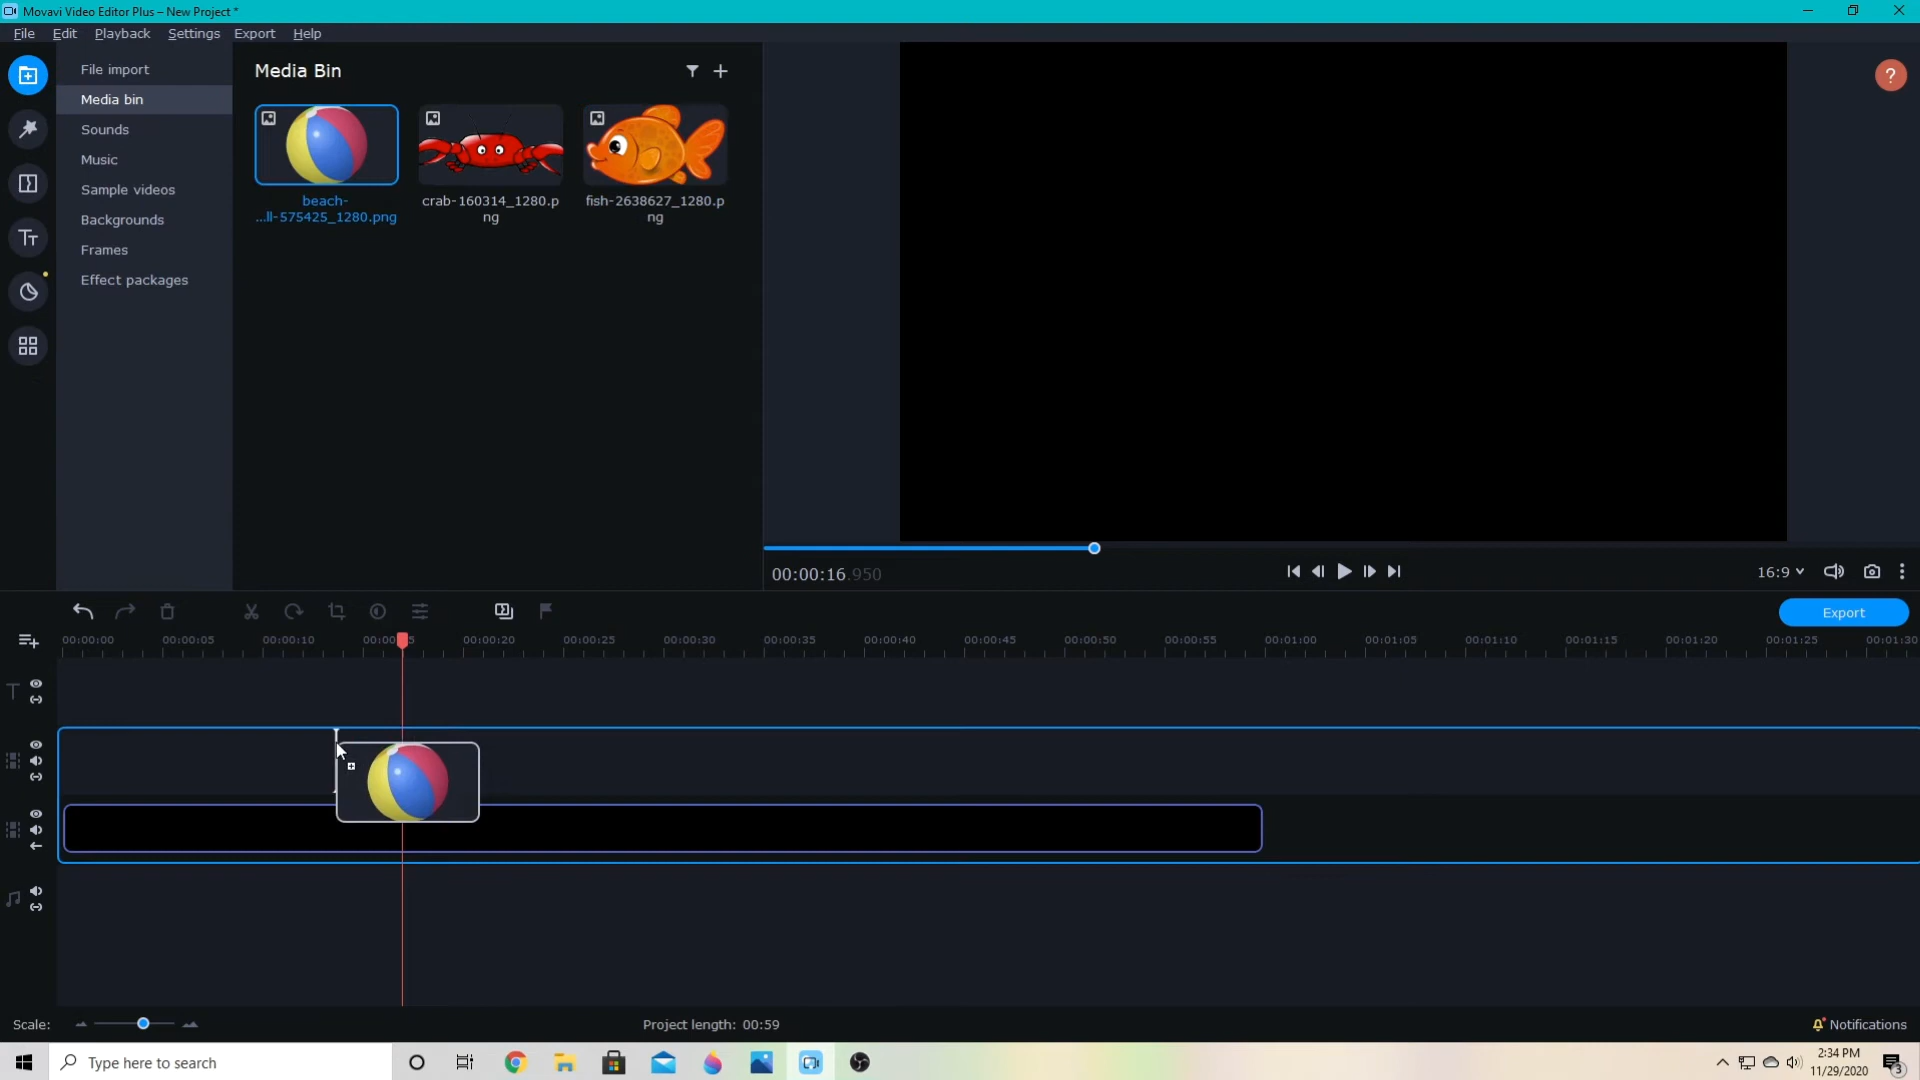 Movavi Video Editor Plus – New Project *
File Edit Playback Settings Export Help
File import
Media bin
Sounds
Music
Sample videos
Backgrounds
Frames
Effect packages
Media Bin
beach-
...ll-575425_1280.png
crab-160314_1280.p
ng
fish-2638627_1280.p
ng
?
00:00:16.950
16:9
Export
00:00:00 00:00:05 00:00:10 00:00:20 00:00:25 00:00:30 00:00:35 00:00:40 00:00:45 00:00:50 00:00:55 00:01:00 00:01:05 00:01:10 00:01:15 00:01:20 00:01:25 00:01:30
Scale:
Project length: 00:59
Notifications
Type here to search
2:34 PM
11/29/2020
3